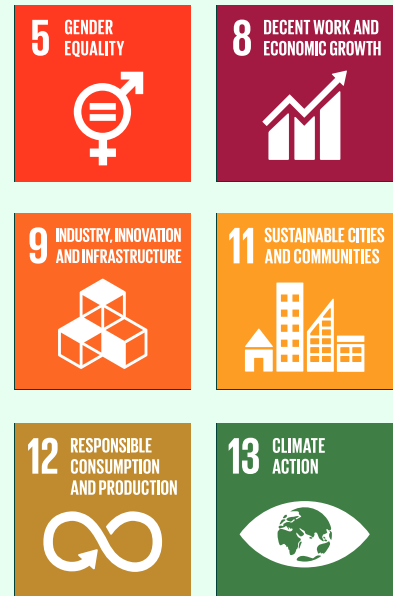 5 GENDER
EQUALITY
8 DECENT WORK AND
ECONOMIC GROWTH
9 INDUSTRY, INNOVATION
AND INFRASTRUCTURE
11 SUSTAINABLE CITIES
AND COMMUNITIES
12 RESPONSIBLE
CONSUMPTION
AND PRODUCTION
13 CLIMATE
ACTION